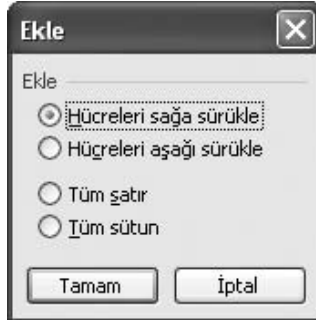 Ekle
Ekle
Hücreleri sağa sürükle
Hücreleri aşağı sürükle
Tüm satır
Tüm sütun
Tamam
İptal